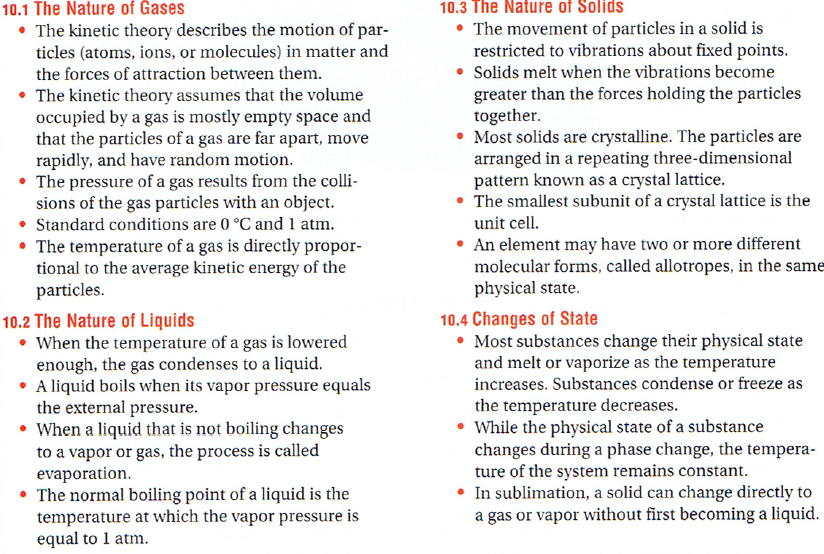 10.1 The Nature of Gases
• The kinetic theory describes the motion of par-
ticles (atoms, ions, or molecules) in matter and
the forces of attraction between them.
• The kinetic theory assumes that the volume
occupied by a gas is mostly empty space and
that the particles of a gas are far apart, move
rapidly, and have random motion.
• The pressure of a gas results from the colli-
sions of the gas particles with an object.
• Standard conditions are 0 °C and 1 atm.
• The temperature of a gas is directly propor-
tional to the average kinetic energy of the
particles.
10.2 The Nature of Liquids
• When the temperature of a gas is lowered
enough, the gas condenses to a liquid.
• A liquid boils when its vapor pressure equals
the external pressure.
• When a liquid that is not boiling changes
to a vapor or gas, the process is called
evaporation.
• The normal boiling point of a liquid is the
temperature at which the vapor pressure is
equal to 1 atm.
10.3 The Nature of Solids
• The movement of particles in a solid is
restricted to vibrations about fixed points.
• Solids melt when the vibrations become
greater than the forces holding the particles
together.
• Most solids are crystalline. The particles are
arranged in a repeating three-dimensional
pattern known as a crystal lattice.
• The smallest subunit of a crystal lattice is the
unit cell.
• An element may have two or more different
molecular forms, called allotropes, in the same
physical state.
10.4 Changes of State
• Most substances change their physical state
and melt or vaporize as the temperature
increases. Substances condense or freeze as
the temperature decreases.
• While the physical state of a substance
changes during a phase change, the tempera-
ture of the system remains constant.
• In sublimation, a solid can change directly to
a gas or vapor without first becoming a liquid.